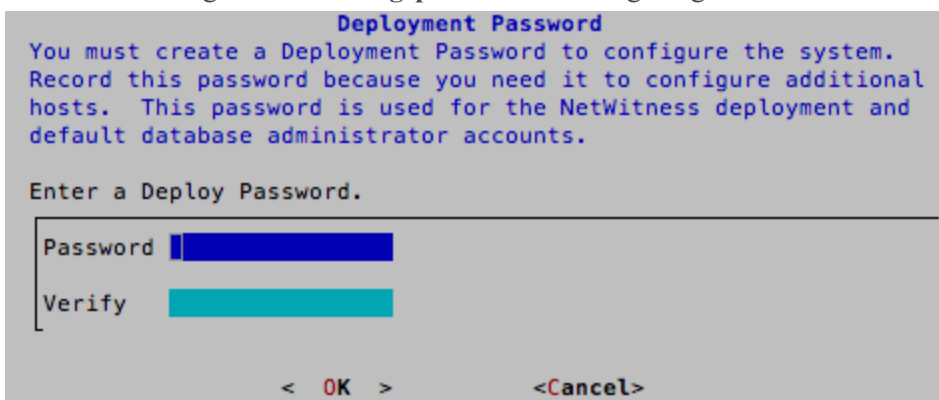 Deployment Password
You must create a Deployment Password to configure the system.
Record this password because you need it to configure additional
hosts.  This password is used for the NetWitness deployment and
default database administrator accounts.
Enter a Deploy Password.
Password
Verify
< OK >    <Cancel>